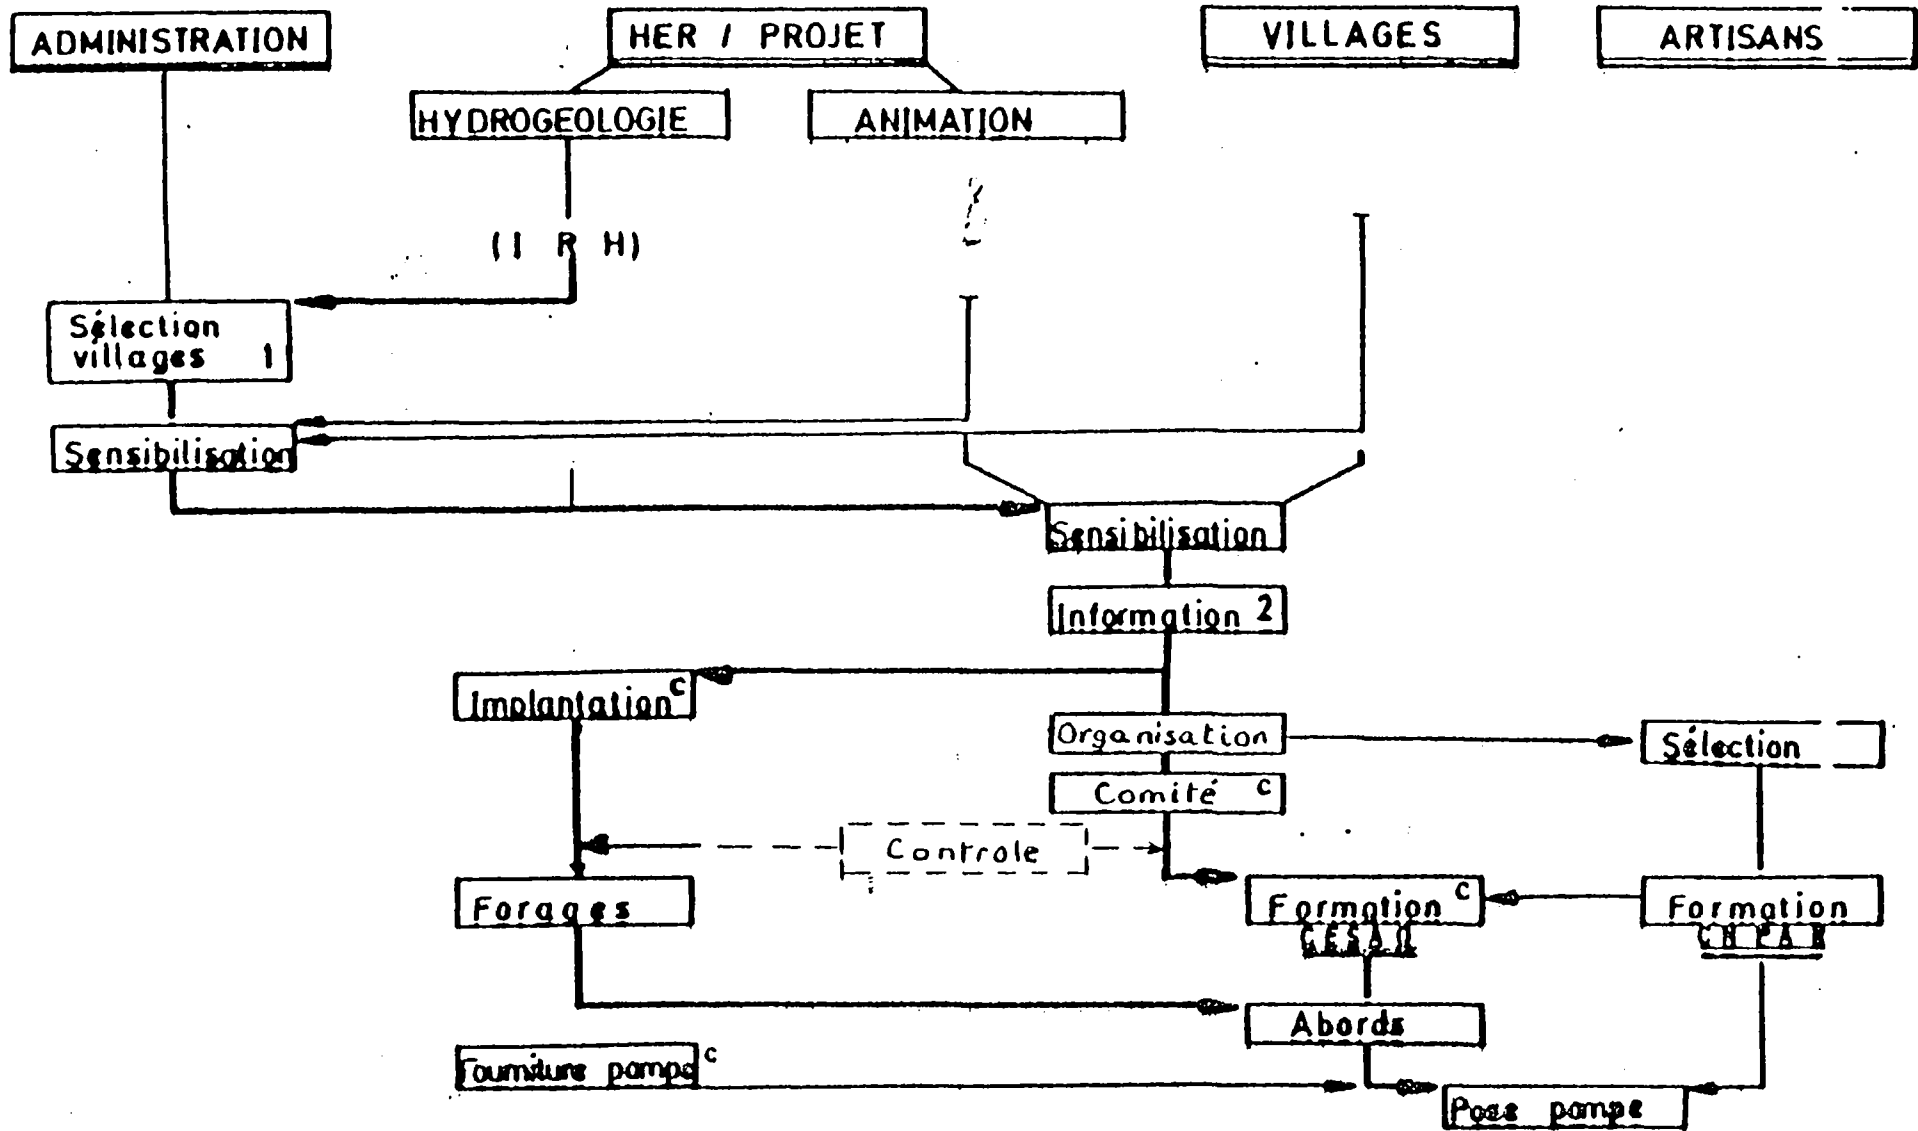 ADMINISTRATION
HER / PROJET
VILLAGES
ARTISANS
HYDROGEOLOGIE
ANIMATION
(I R H)
Sélection
villages 1
Sensibilisation
Sensibilisation
Information 2
Implantation c
Organisation
Sélection
Comité c
Controle
Forages
Formation c
Formation
Abords
Fourniture pompe c
Pose pompe